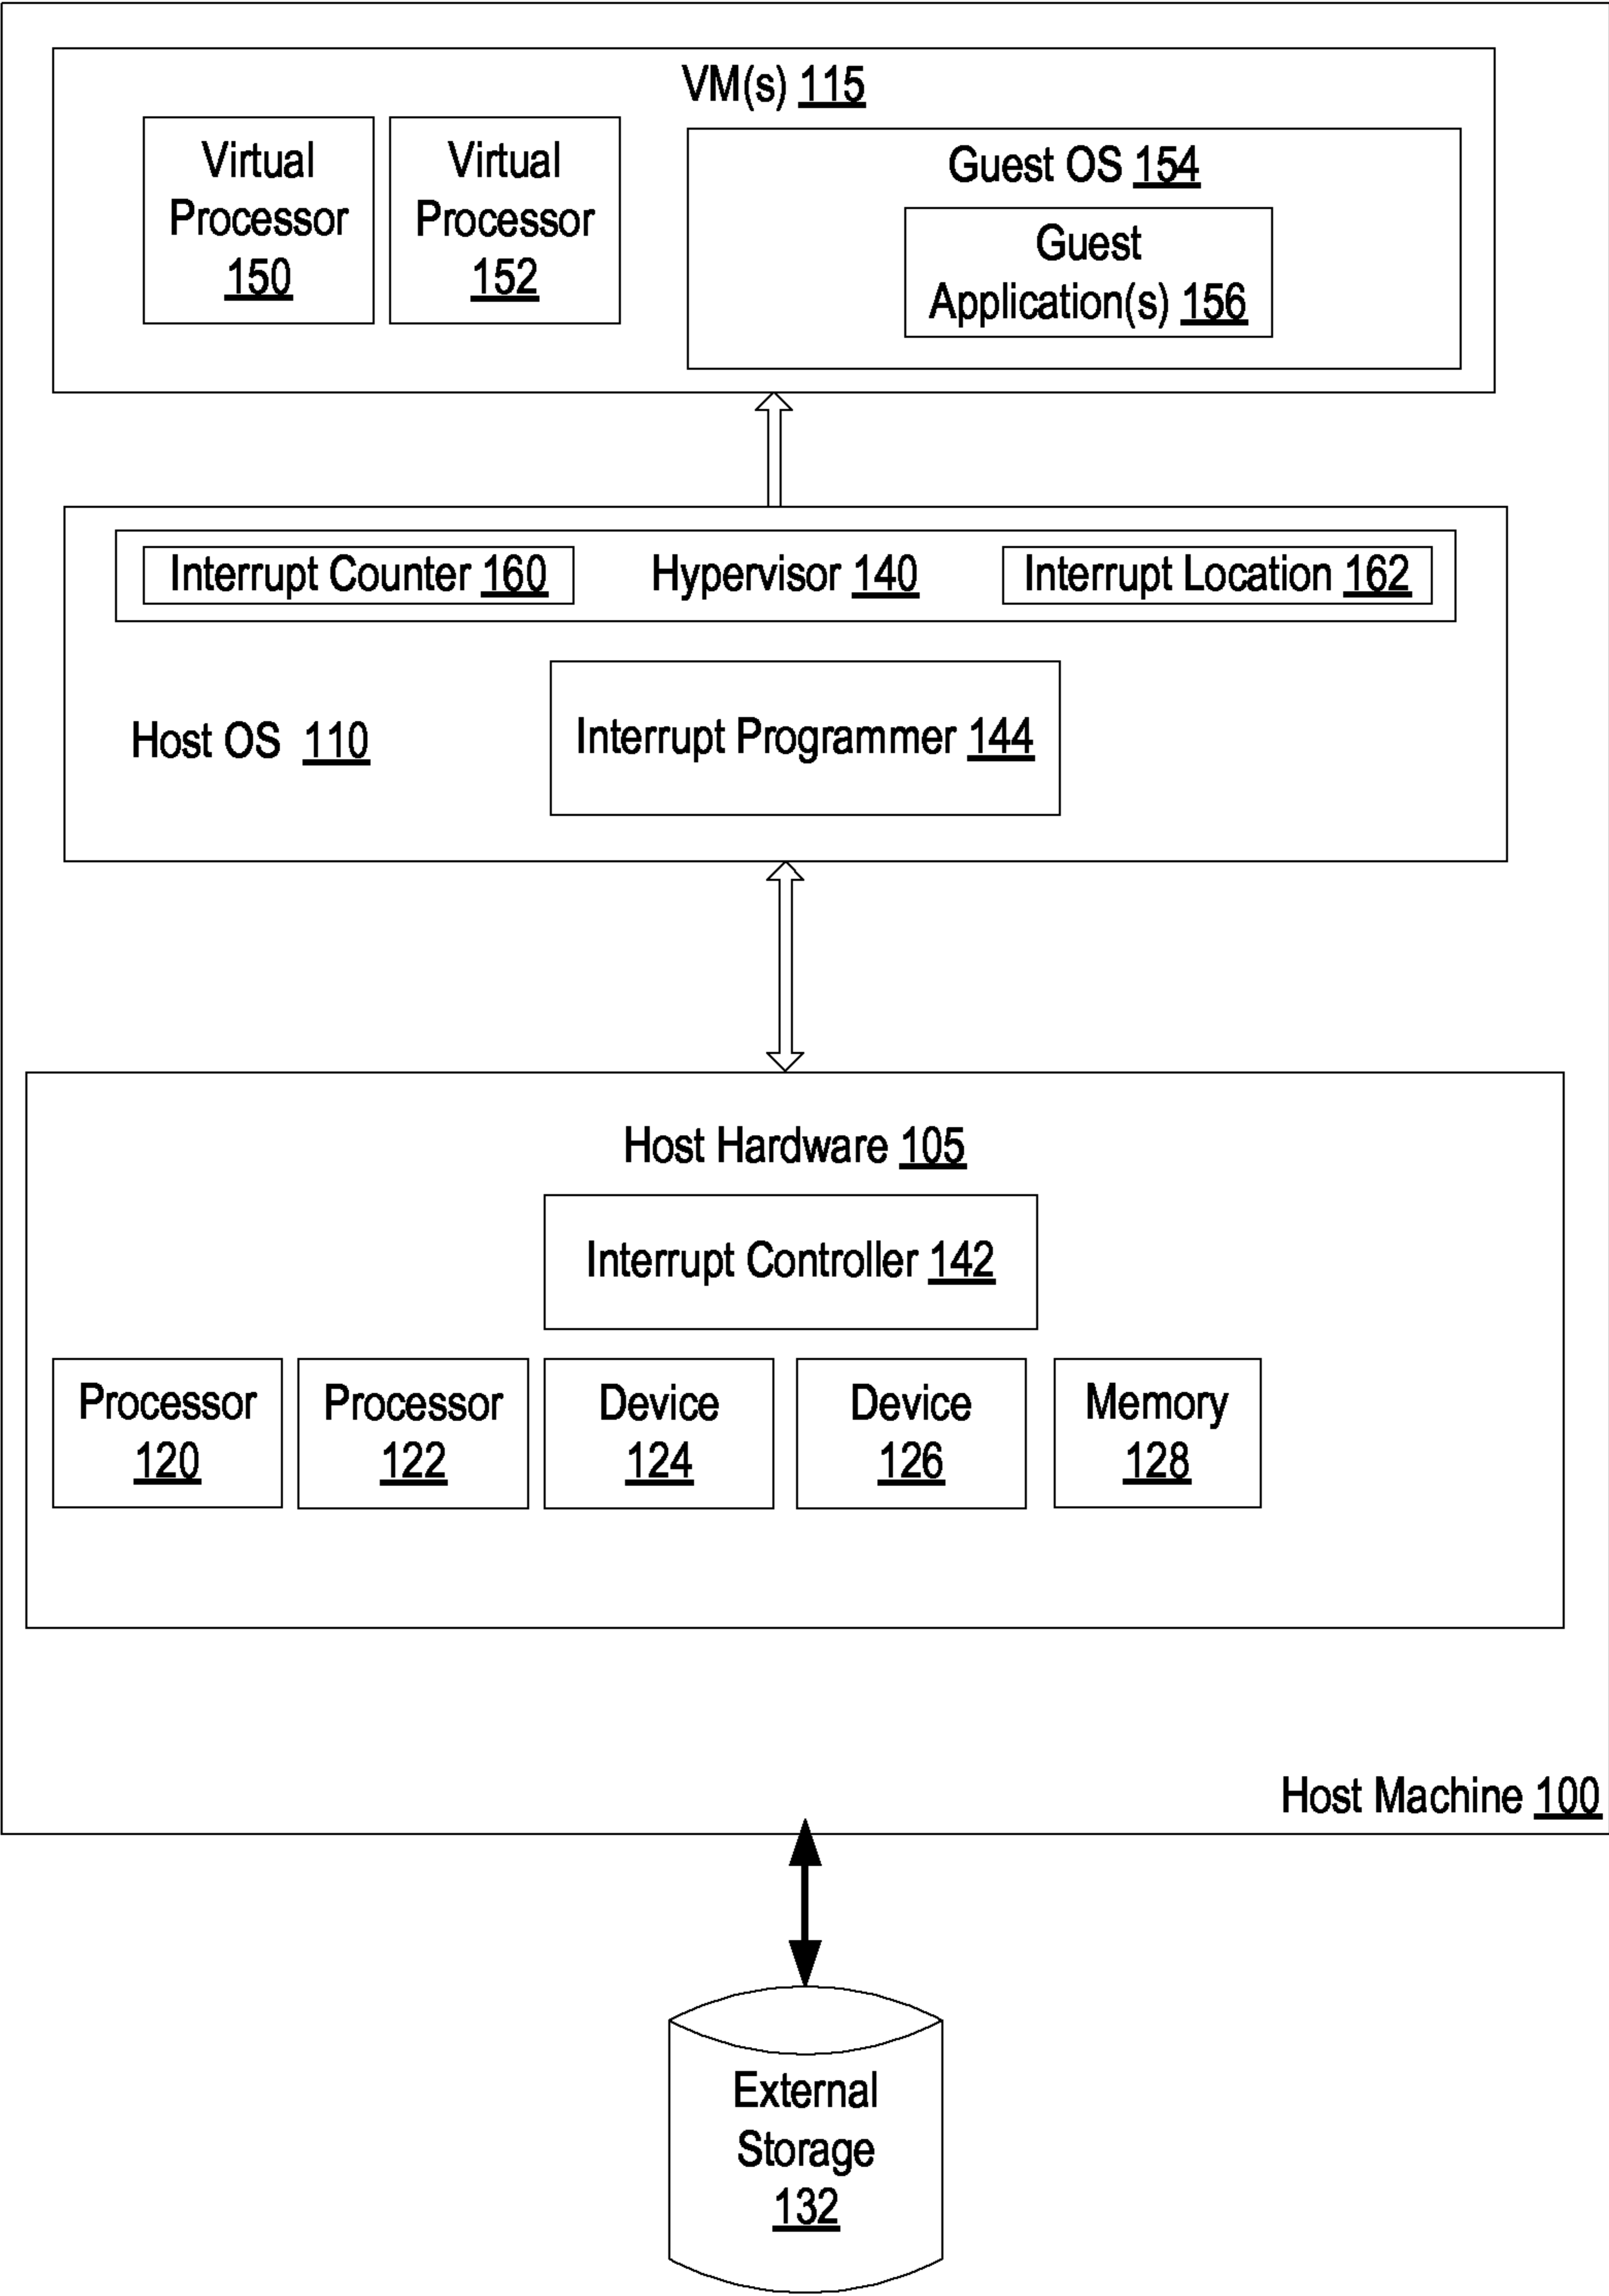 VM(s) 115
Virtual
Processor
150
Virtual
Processor
152
Guest OS 154
Guest
Application(s) 156
Interrupt Counter 160
Hypervisor 140
Interrupt Location 162
Host OS 110
Interrupt Programmer 144
Host Hardware 105
Interrupt Controller 142
Processor
120
Processor
122
Device
124
Device
126
Memory
128
Host Machine 100
External
Storage
132